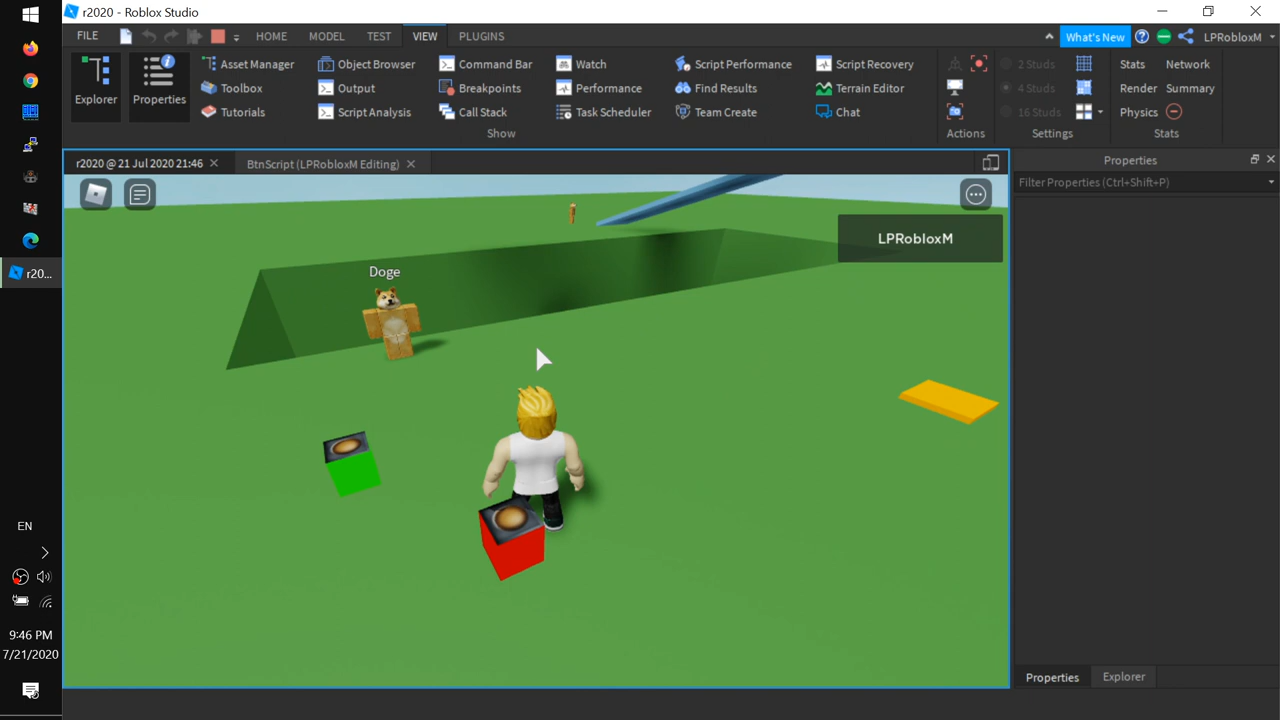 r2020 - Roblox Studio
FILE HOME MODEL TEST VIEW PLUGINS What's New LPRobloxM
Explorer
Properties
Asset Manager
Toolbox
Tutorials
Object Browser
Output
Script Analysis
Command Bar
Breakpoints
Call Stack
Watch
Performance
Task Scheduler
Script Performance
Find Results
Team Create
Script Recovery
Terrain Editor
Chat
Show
Actions
2 Studs
4 Studs
16 Studs
Settings
Stats Network
Render Summary
Physics
Stats
r2020 @ 21 Jul 2020 21:46
BtnScript (LPRobloxM Editing)
Properties
Filter Properties (Ctrl+Shift+P)
LPRobloxM
Doge
r20...
EN
9:46 PM
7/21/2020
Properties Explorer